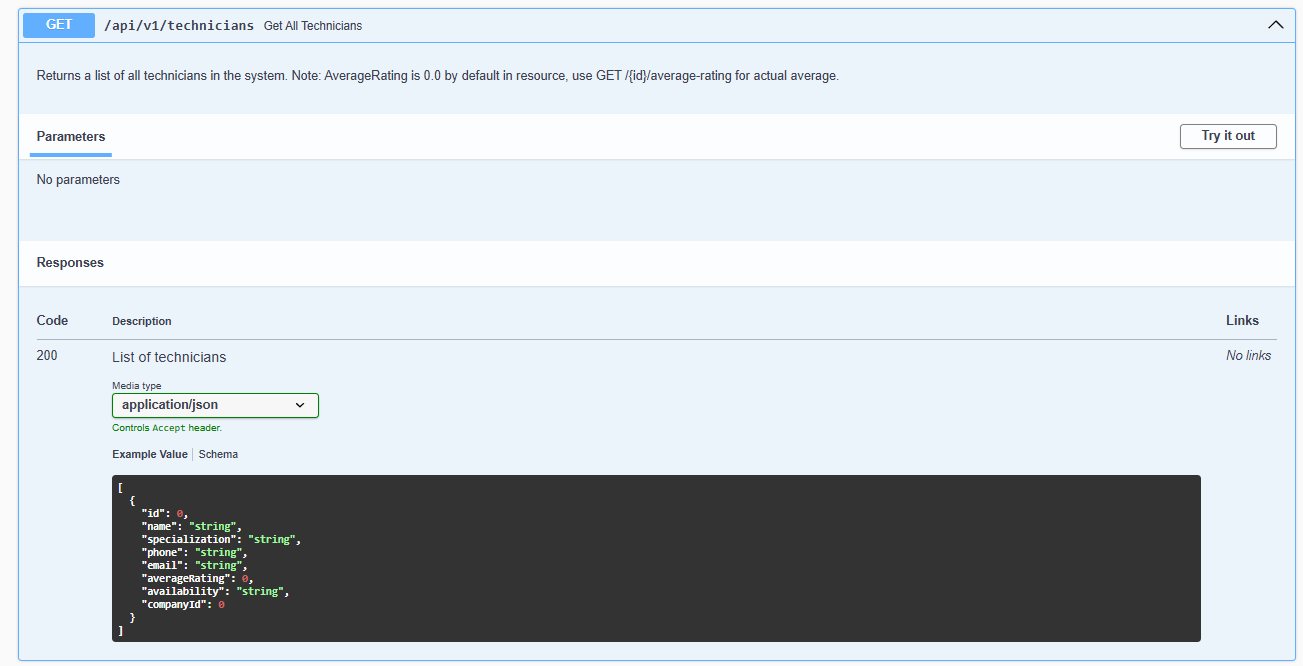 GET /api/v1/technicians Get All Technicians
Returns a list of all technicians in the system. Note: AverageRating is 0.0 by default in resource, use GET /{id}/average-rating for actual average.
Parameters Try it out
No parameters
Responses
Code Description Links
200 List of technicians No links
Media type
application/json
Controls Accept header.
Example Value Schema
[
  {
    "id": 0,
    "name": "string",
    "specialization": "string",
    "phone": "string",
    "email": "string",
    "averageRating": 0,
    "availability": "string",
    "companyId": 0
  }
]